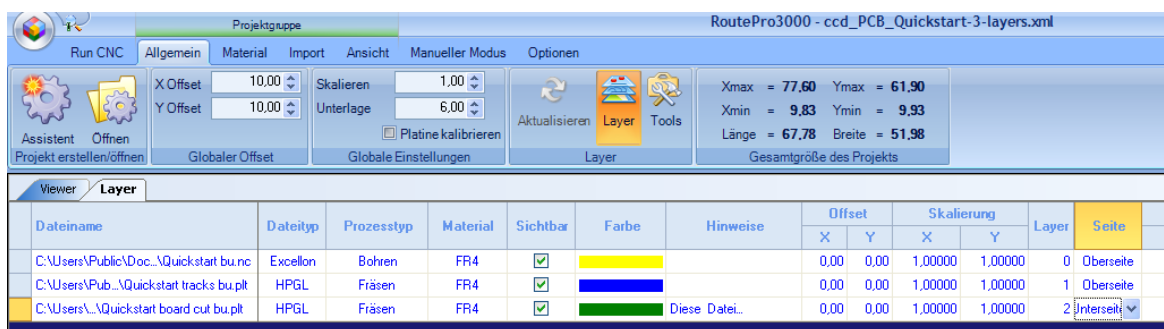 Projektgruppe
RoutePro3000 - ccd_PCB_Quickstart-3-layers.xml
Run CNC Allgemein Material Import Ansicht Manueller Modus Optionen
X Offset 10,00 Skalieren 1,00 Xmax = 77,60 Ymax = 61,90
Y Offset 10,00 Unterlage 6,00 Xmin = 9,83 Ymin = 9,93
Assistent Öffnen Platine kalibrieren Aktualisieren Layer Tools Länge = 67,78 Breite = 51,98
Projekt erstellen/öffnen Globaler Offset Globale Einstellungen Layer Gesamtgröße des Projekts
Viewer Layer
Dateiname Dateityp Prozesstyp Material Sichtbar Farbe Hinweise Offset Skalierung Layer Seite
X Y X Y
C:\Users\Public\Doc...\Quickstart bu.nc Excellon Bohren FR4 0,00 0,00 1,00000 1,00000 0 Oberseite
C:\Users\Pub...\Quickstart tracks bu.plt HPGL Fräsen FR4 0,00 0,00 1,00000 1,00000 1 Oberseite
C:\Users\...\Quickstart board cut bu.plt HPGL Fräsen FR4 Diese Datei... 0,00 0,00 1,00000 1,00000 2 Unterseite